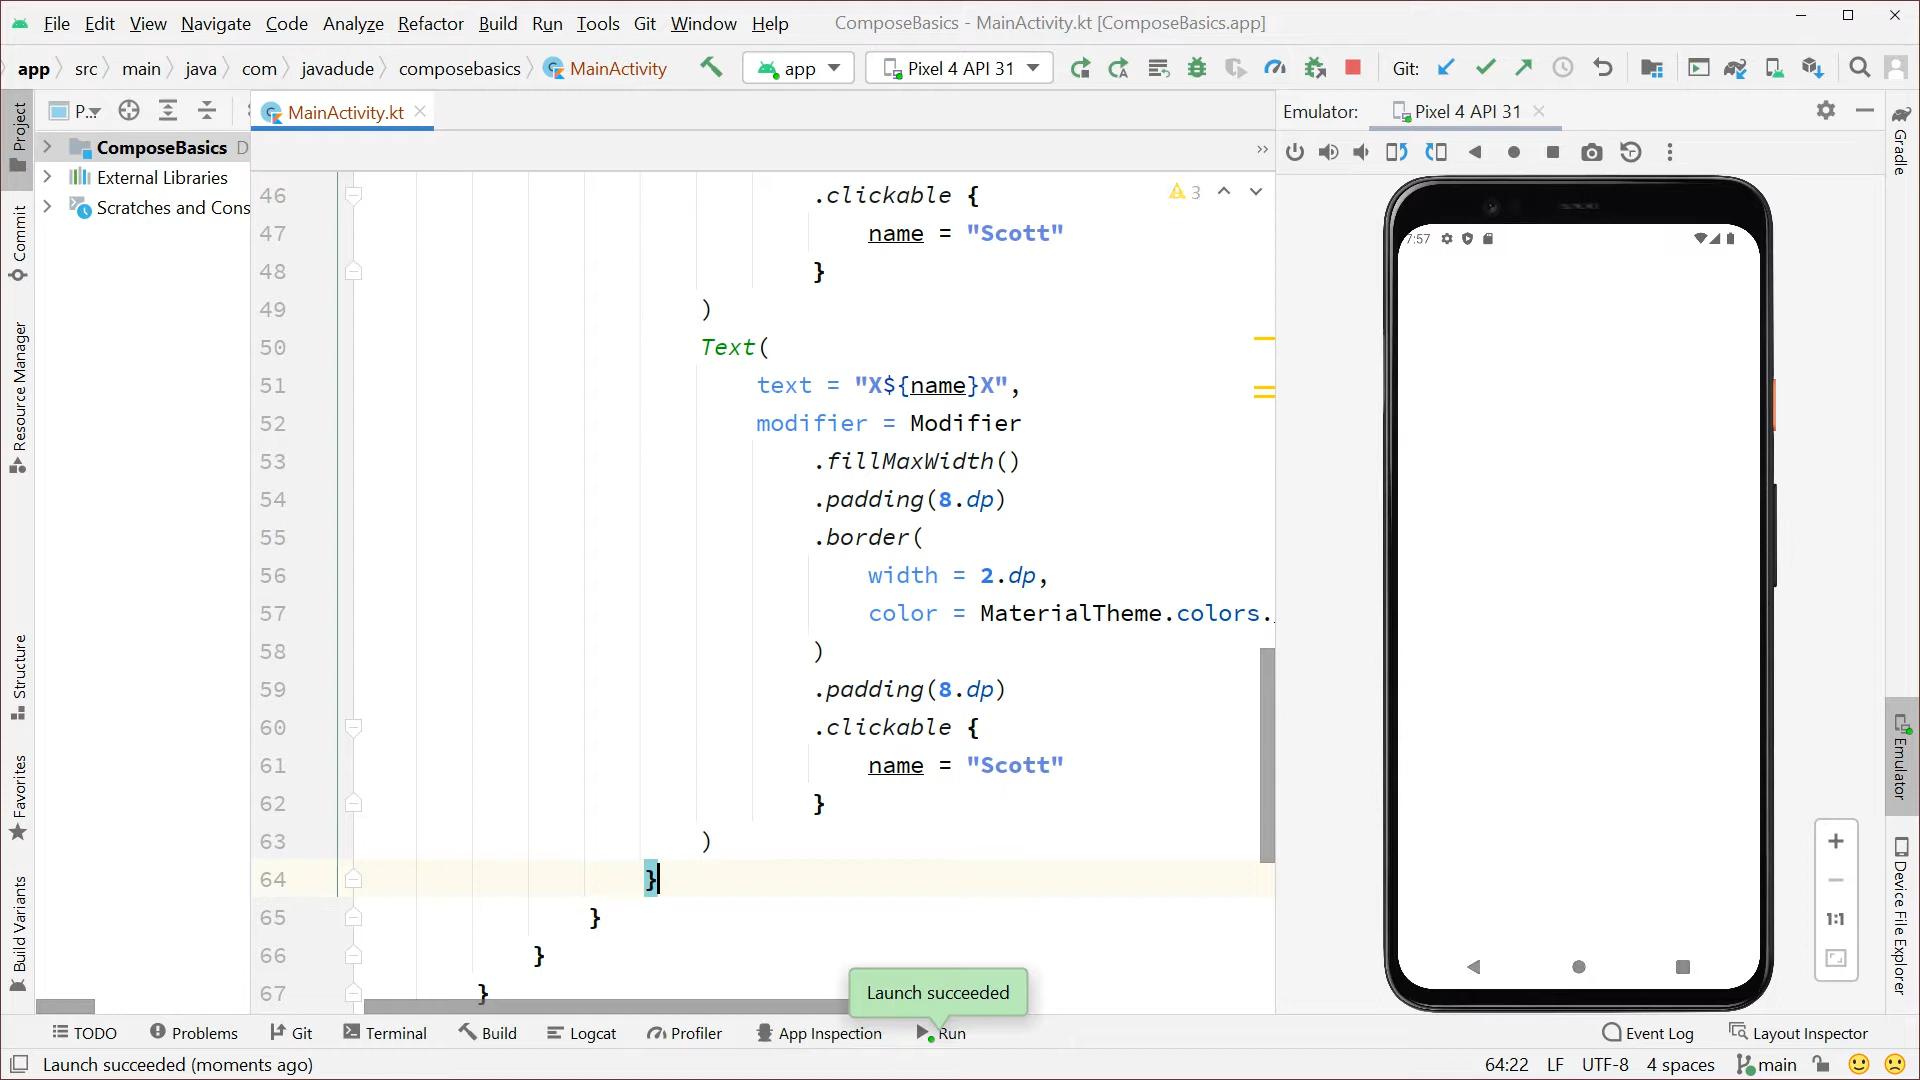 File Edit View Navigate Code Analyze Refactor Build Run Tools Git Window Help ComposeBasics - MainActivity.kt [ComposeBasics.app]
app src main java com javadude composebasics MainActivity app Pixel 4 API 31 Git:
P... MainActivity.kt Emulator: Pixel 4 API 31
ComposeBasics D
External Libraries
Scratches and Cons
Project
Commit
Resource Manager
Structure
Favorites
Build Variants
3
46 .clickable {
47 name = "Scott"
48 }
49 )
50 Text(
51 text = "X${name}X",
52 modifier = Modifier
53 .fillMaxWidth()
54 .padding(8.dp)
55 .border(
56 width = 2.dp,
57 color = MaterialTheme.colors.
58 )
59 .padding(8.dp)
60 .clickable {
61 name = "Scott"
62 }
63 )
64 }
65 }
66 }
67 }
7:57
1:1
Gradle
Emulator
Device File Explorer
Launch succeeded
TODO Problems Git Terminal Build Logcat Profiler App Inspection Run Event Log Layout Inspector
Launch succeeded (moments ago) 64:22 LF UTF-8 4 spaces main